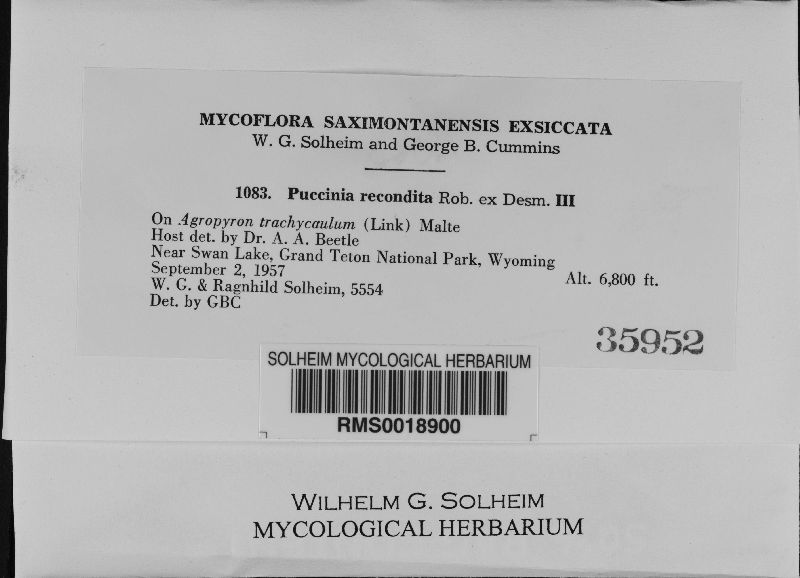 MYCOFLORA SAXIMONTANENSIS EXSICCATA
W. G. Solheim and George B. Cummins
1083. Puccinia recondita Rob. ex Desm. III
On Agropyron trachycaulum (Link) Malte
Host det. by Dr. A. A. Beetle
Near Swan Lake, Grand Teton National Park, Wyoming
September 2, 1957 Alt. 6,800 ft.
W. G. & Ragnhild Solheim, 5554
Det. by GBC
35952
SOLHEIM MYCOLOGICAL HERBARIUM
RMS0018900
WILHELM G. SOLHEIM
MYCOLOGICAL HERBARIUM